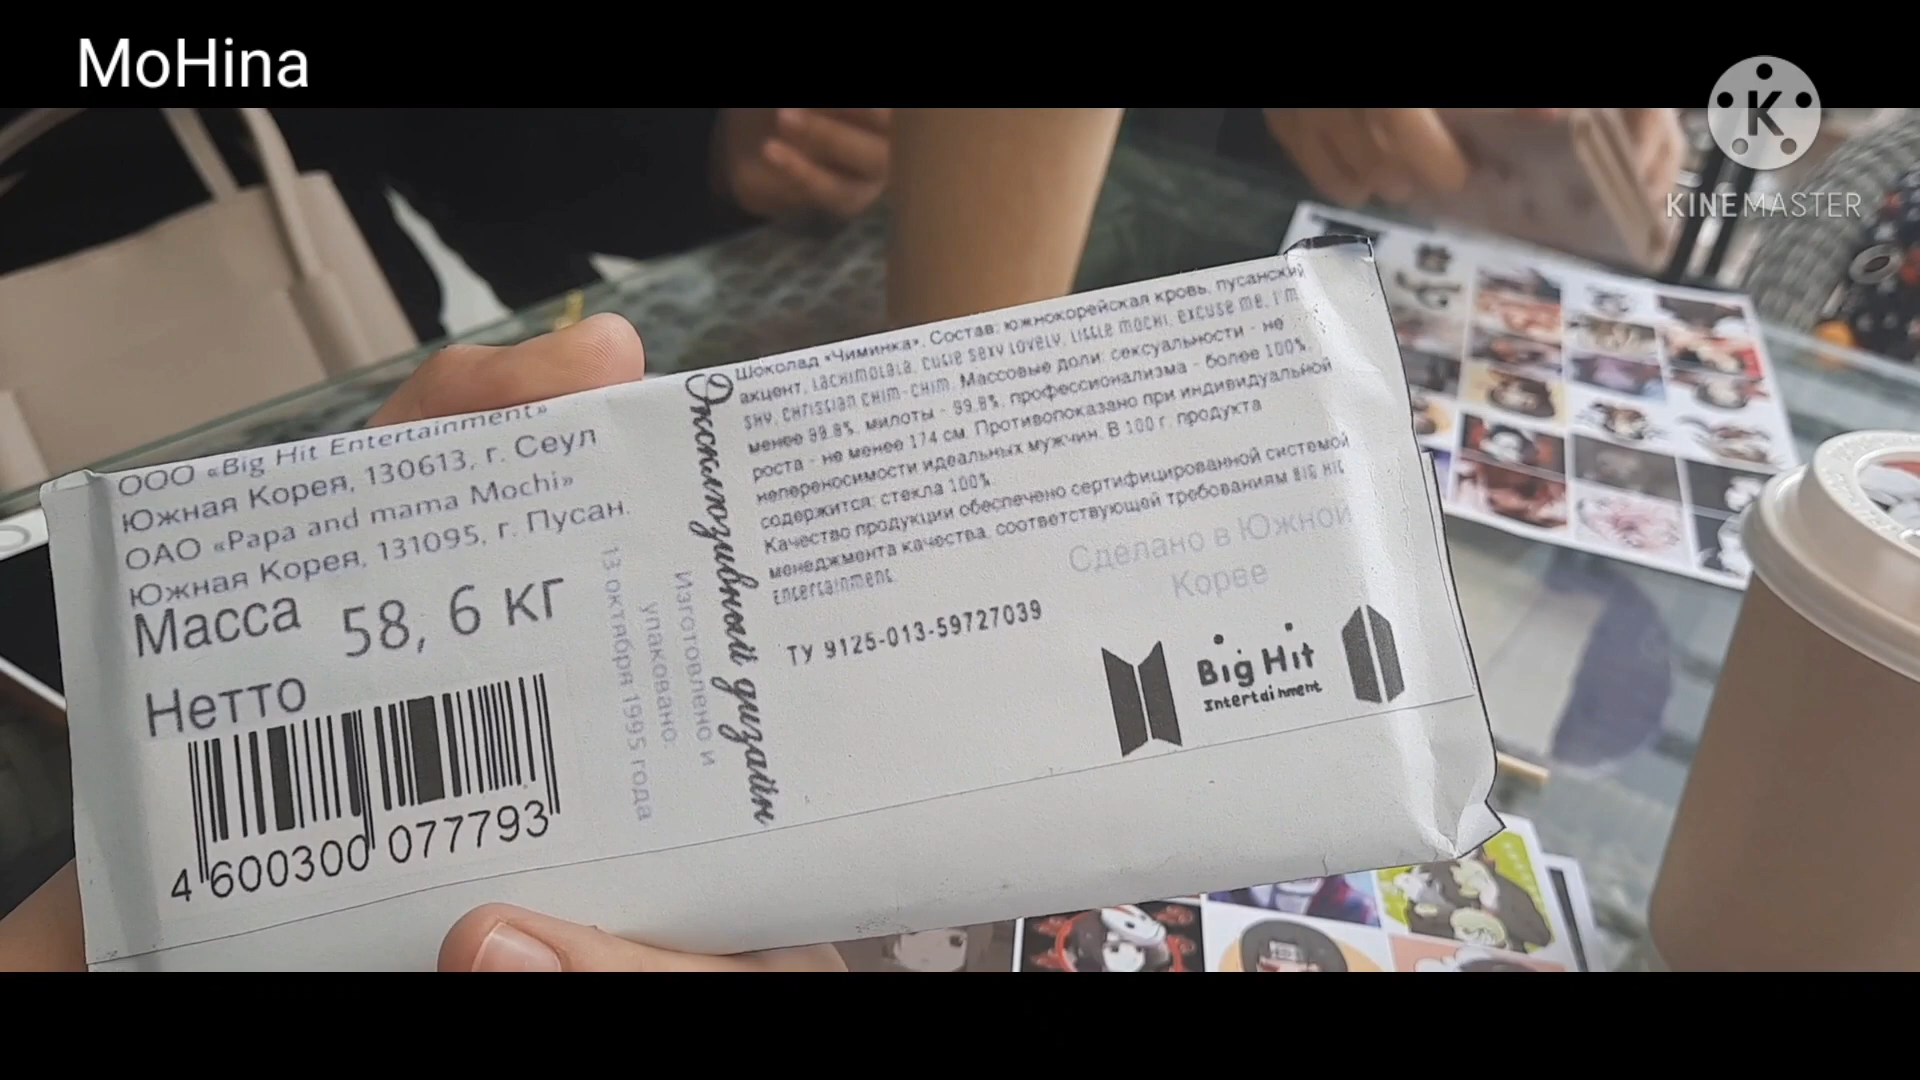 MoHina
KINEMASTER
ООО «Big Hit Entertainment»
Южная Корея, 130613, г. Сеул
ОАО «Papa and mama Mochi»
Южная Корея, 131095, г. Пусан.
Масса 58, 6 кг
Нетто
4 600300 077793
13 октября 1995 года
упаковано:
Изготовлено и
Эксклюзивный дизайн
Шоколад «Чиминка». Состав: южнокорейская кровь, пусанский
акцент, Lachimolala, cutie sexy lovely, little mochi, excuse me, i'm
shy, christian chim-chim. Массовые доли: сексуальности - не
менее 99.8%, милоты - 99.8%, профессионализма - более 100%.
роста - не менее 174 см. Противопоказано при индивидуальной
непереносимости идеальных мужчин. В 100 г. продукта
содержится: стекла 100%.
Качество продукции обеспечено сертифицированной системой
менеджмента качества, соответствующей требованиям Big Hit
Entertainment.
Сделано в Южной
Корее
ТУ 9125-013-59727039
Big Hit
Entertainment